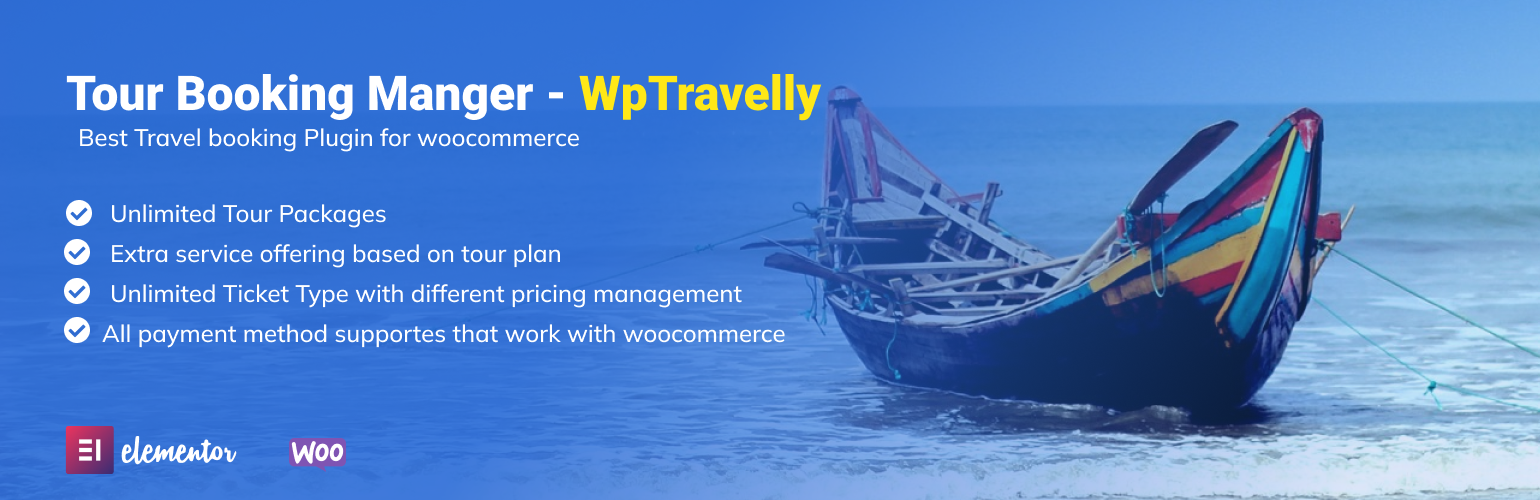 Tour Booking Manger - WpTravelly
Best Travel booking Plugin for woocommerce
Unlimited Tour Packages
Extra service offering based on tour plan
Unlimited Ticket Type with different pricing management
All payment method supportes that work with woocommerce
elementor
WOO